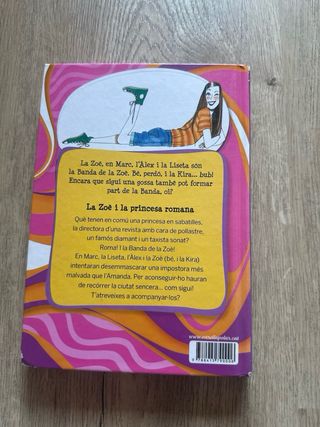 La Zoè, en Marc, l'Àlex i la Liseta són
la Banda de la Zoè. Bé, perdó, i la Kira... bub!
Encara que sigui una gossa també pot formar
part de la Banda, oi?
La Zoè i la princesa romana
Què tenen en comú una princesa en sabatilles,
la directora d'una revista amb cara de pollastre,
un famós diamant i un taxista sonat?
Roma! I la Banda de la Zoè!
En Marc, la Liseta, l'Àlex i la Zoè (bé, i la Kira)
intentaran desemmascarar una impostora més
malvada que l'Amanda. Per aconseguir-ho hauran
de recórrer la ciutat sencera... com sigui!
T'atreveixes a acompanyar-los?